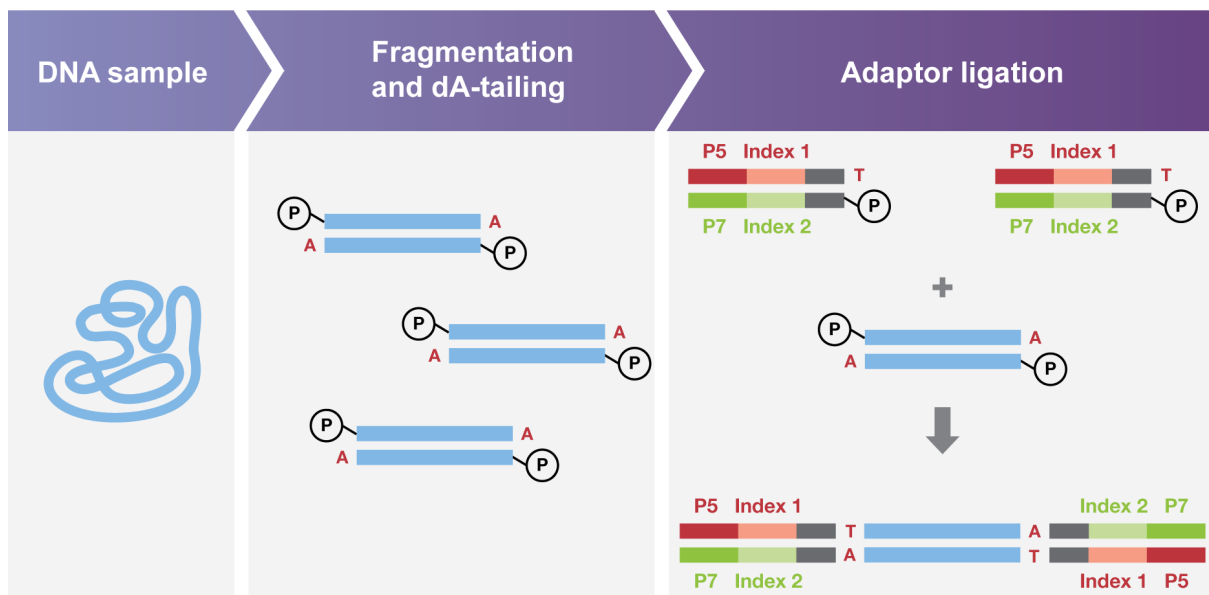 DNA sample
Fragmentation
and dA-tailing
Adaptor ligation
P
A
A
P
P
A
A
P
P
A
A
P
P5 Index 1
T
P
P7 Index 2
P5 Index 1
T
P
P7 Index 2
+
P
A
A
P
P5 Index 1
Index 2 P7
T
A
A
T
P7 Index 2
Index 1 P5